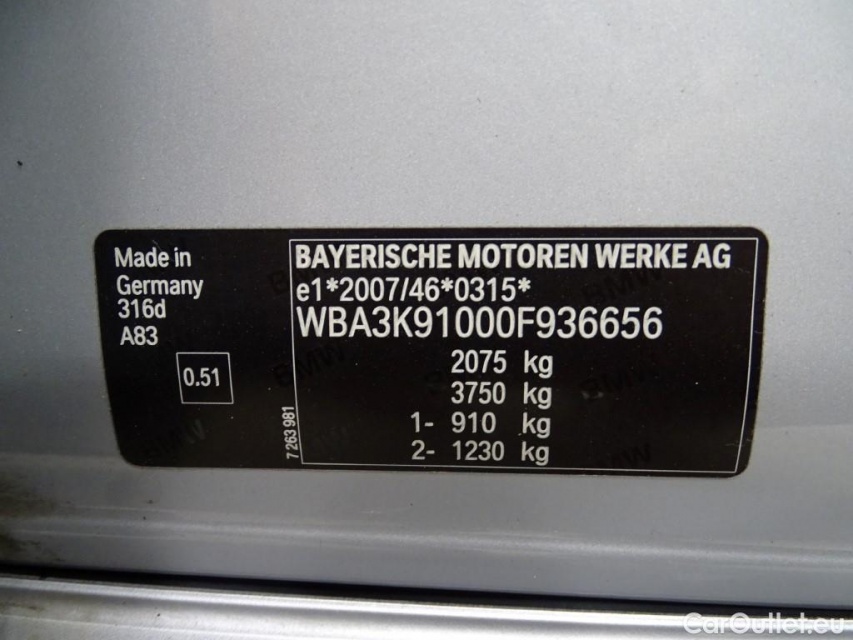 Made in
Germany
316d
A83
0.51
7 263 981
BAYERISCHE MOTOREN WERKE AG
e1*2007/46*0315*
WBA3K91000F936656
2075 kg
3750 kg
1- 910 kg
2- 1230 kg
CarOutlet.eu